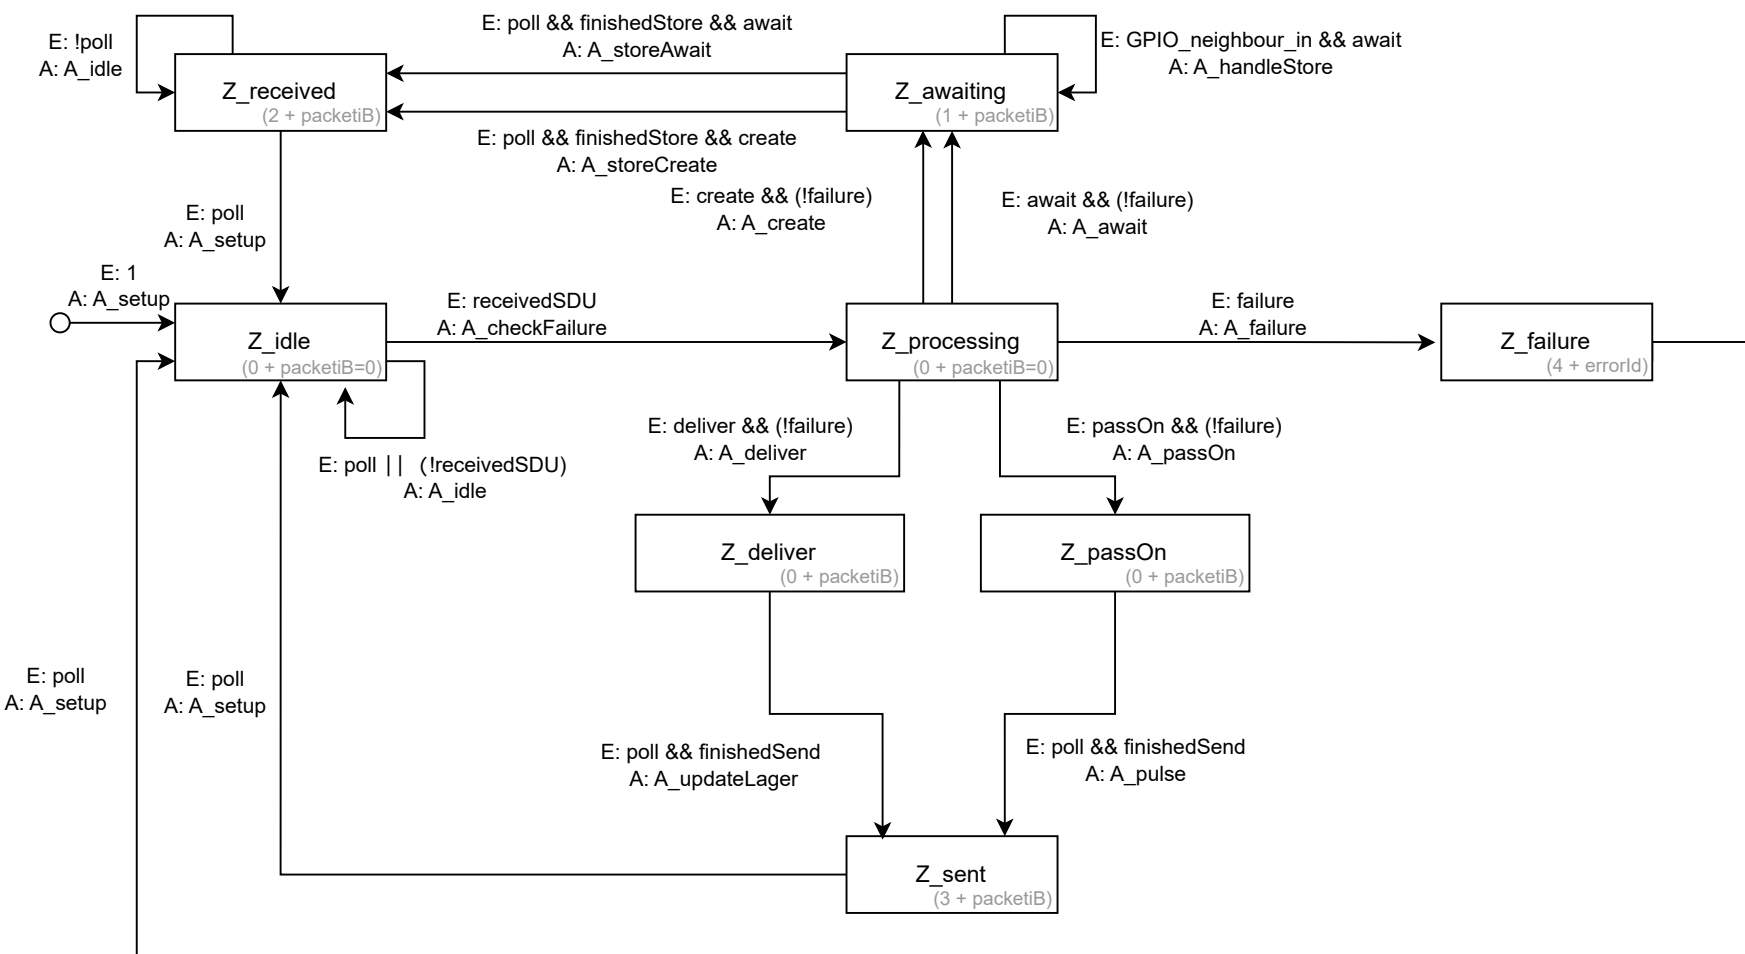 E: poll && finishedStore && await
A: A_storeAwait
E: !poll
A: A_idle
Z_received
(2 + packetiB)
Z_awaiting
(1 + packetiB)
E: GPIO_neighbour_in && await
A: A_handleStore
E: poll && finishedStore && create
A: A_storeCreate
E: create && (!failure)
A: A_create
E: await && (!failure)
A: A_await
E: poll
A: A_setup
E: 1
A: A_setup
Z_idle
(0 + packetiB=0)
E: receivedSDU
A: A_checkFailure
Z_processing
(0 + packetiB=0)
E: failure
A: A_failure
Z_failure
(4 + errorId)
E: poll || (!receivedSDU)
A: A_idle
E: deliver && (!failure)
A: A_deliver
E: passOn && (!failure)
A: A_passOn
Z_deliver
(0 + packetiB)
Z_passOn
(0 + packetiB)
E: poll
A: A_setup
E: poll
A: A_setup
E: poll && finishedSend
A: A_updateLager
E: poll && finishedSend
A: A_pulse
Z_sent
(3 + packetiB)